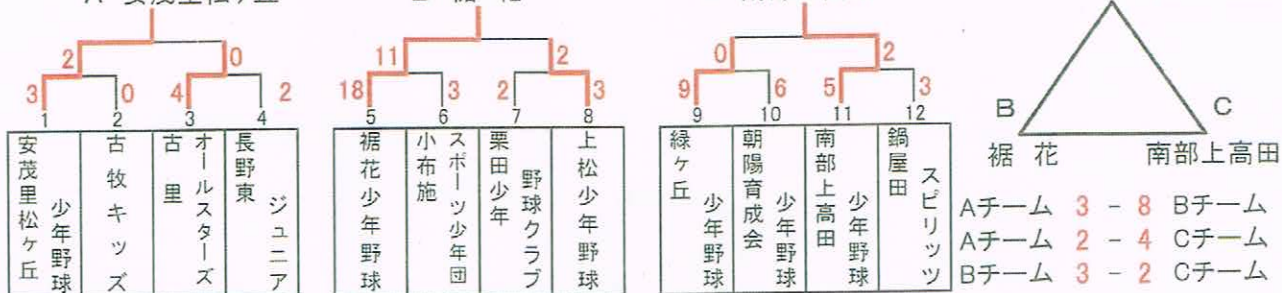 2 0 11 2 0 2
3 0 4 2 18 3 2 3 9 6 5 3
1 2 3 4 5 6 7 8 9 10 11 12
安茂里松ヶ丘 少年野球
古牧キッズ
古里 オールスターズ
長野東 ジュニア
裾花少年野球
小布施 スポーツ少年団
栗田少年 野球クラブ
上松少年野球
緑ヶ丘 少年野球
朝陽育成会 少年野球
南部上高田 少年野球
鍋屋田 スピリッツ
B C
裾 花 南部上高田
Aチーム 3 - 8 Bチーム
Aチーム 2 - 4 Cチーム
Bチーム 3 - 2 Cチーム